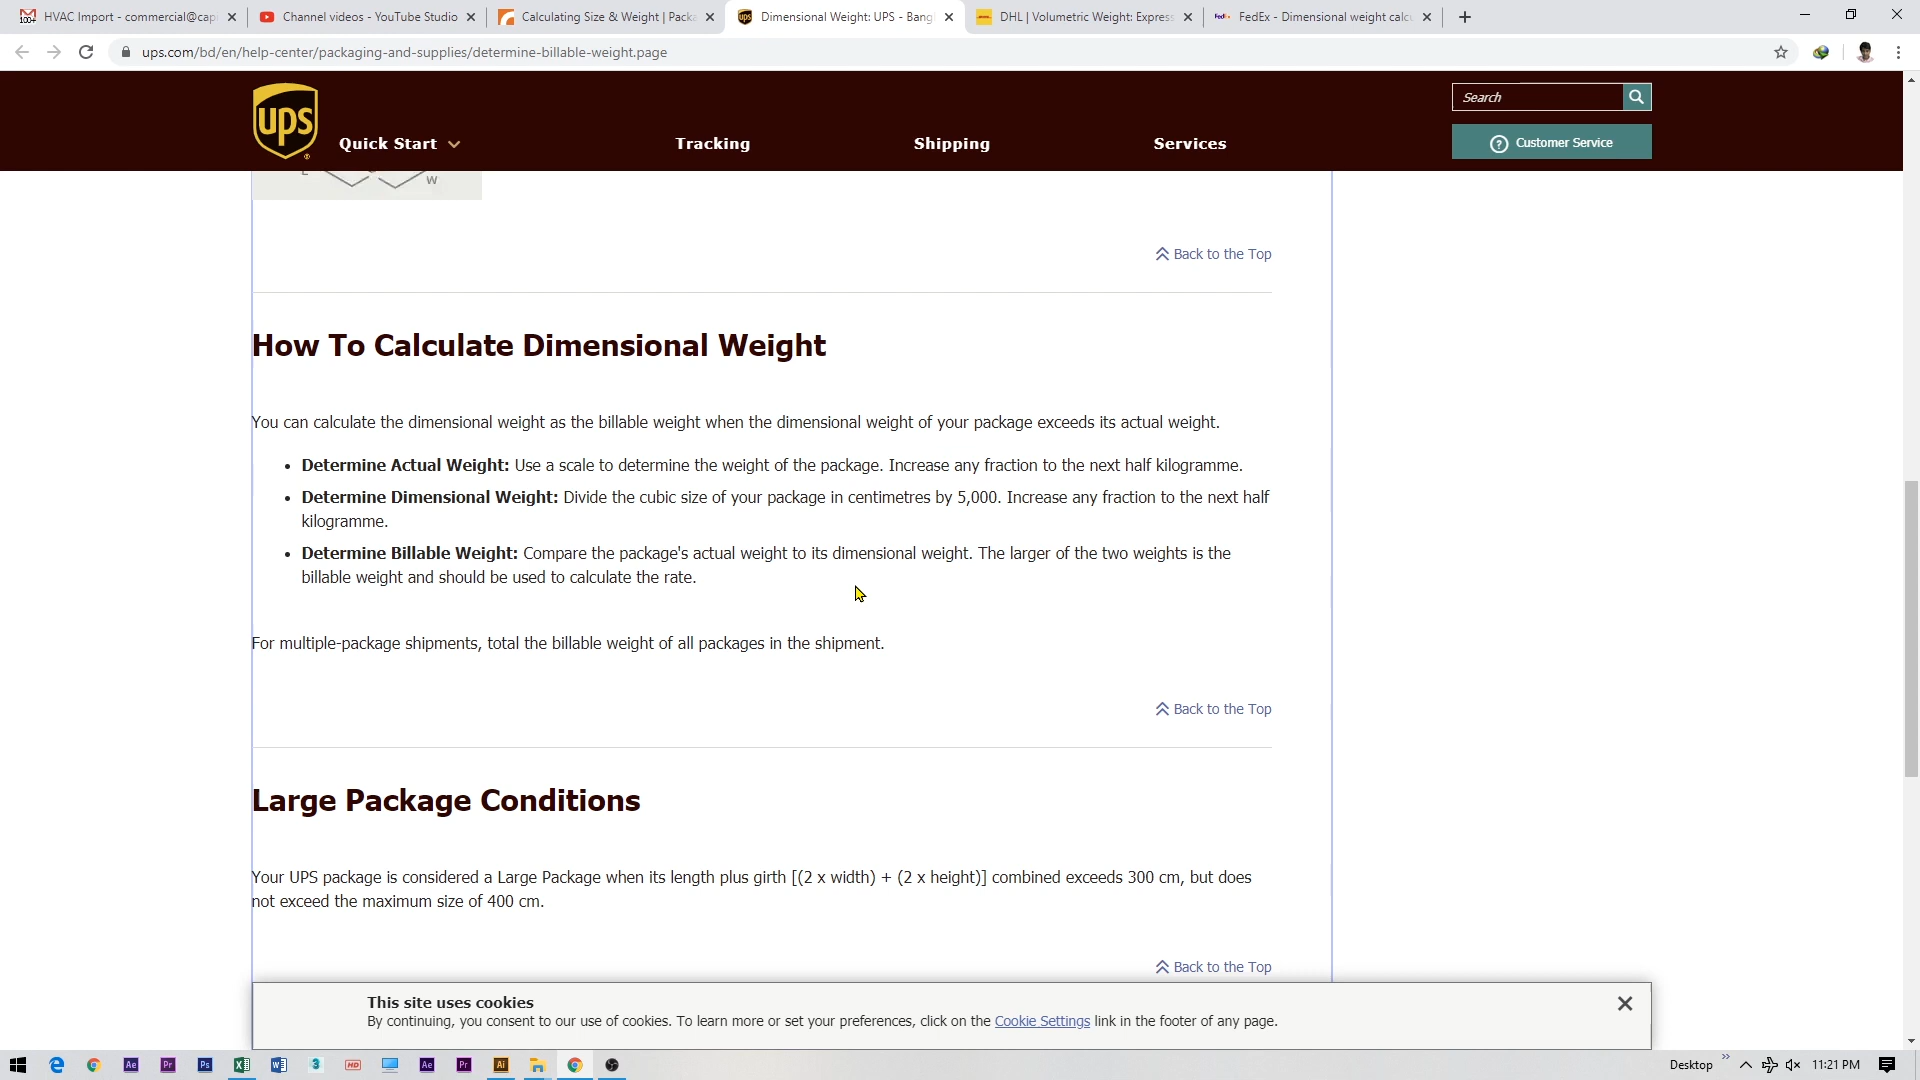 HVAC Import - commercial@cap
Channel videos - YouTube Studio
Calculating Size & Weight | Packa
Dimensional Weight: UPS - Bang
DHL | Volumetric Weight: Express
FedEx - Dimensional weight calcu
ups.com/bd/en/help-center/packaging-and-supplies/determine-billable-weight.page
ups
Quick Start
Tracking
Shipping
Services
Search
Customer Service
L
W
Back to the Top
How To Calculate Dimensional Weight
You can calculate the dimensional weight as the billable weight when the dimensional weight of your package exceeds its actual weight.
• Determine Actual Weight: Use a scale to determine the weight of the package. Increase any fraction to the next half kilogramme.
• Determine Dimensional Weight: Divide the cubic size of your package in centimetres by 5,000. Increase any fraction to the next half
kilogramme.
• Determine Billable Weight: Compare the package's actual weight to its dimensional weight. The larger of the two weights is the
billable weight and should be used to calculate the rate.
For multiple-package shipments, total the billable weight of all packages in the shipment.
Back to the Top
Large Package Conditions
Your UPS package is considered a Large Package when its length plus girth [(2 x width) + (2 x height)] combined exceeds 300 cm, but does
not exceed the maximum size of 400 cm.
Back to the Top
This site uses cookies
By continuing, you consent to our use of cookies. To learn more or set your preferences, click on the Cookie Settings link in the footer of any page.
Desktop
11:21 PM